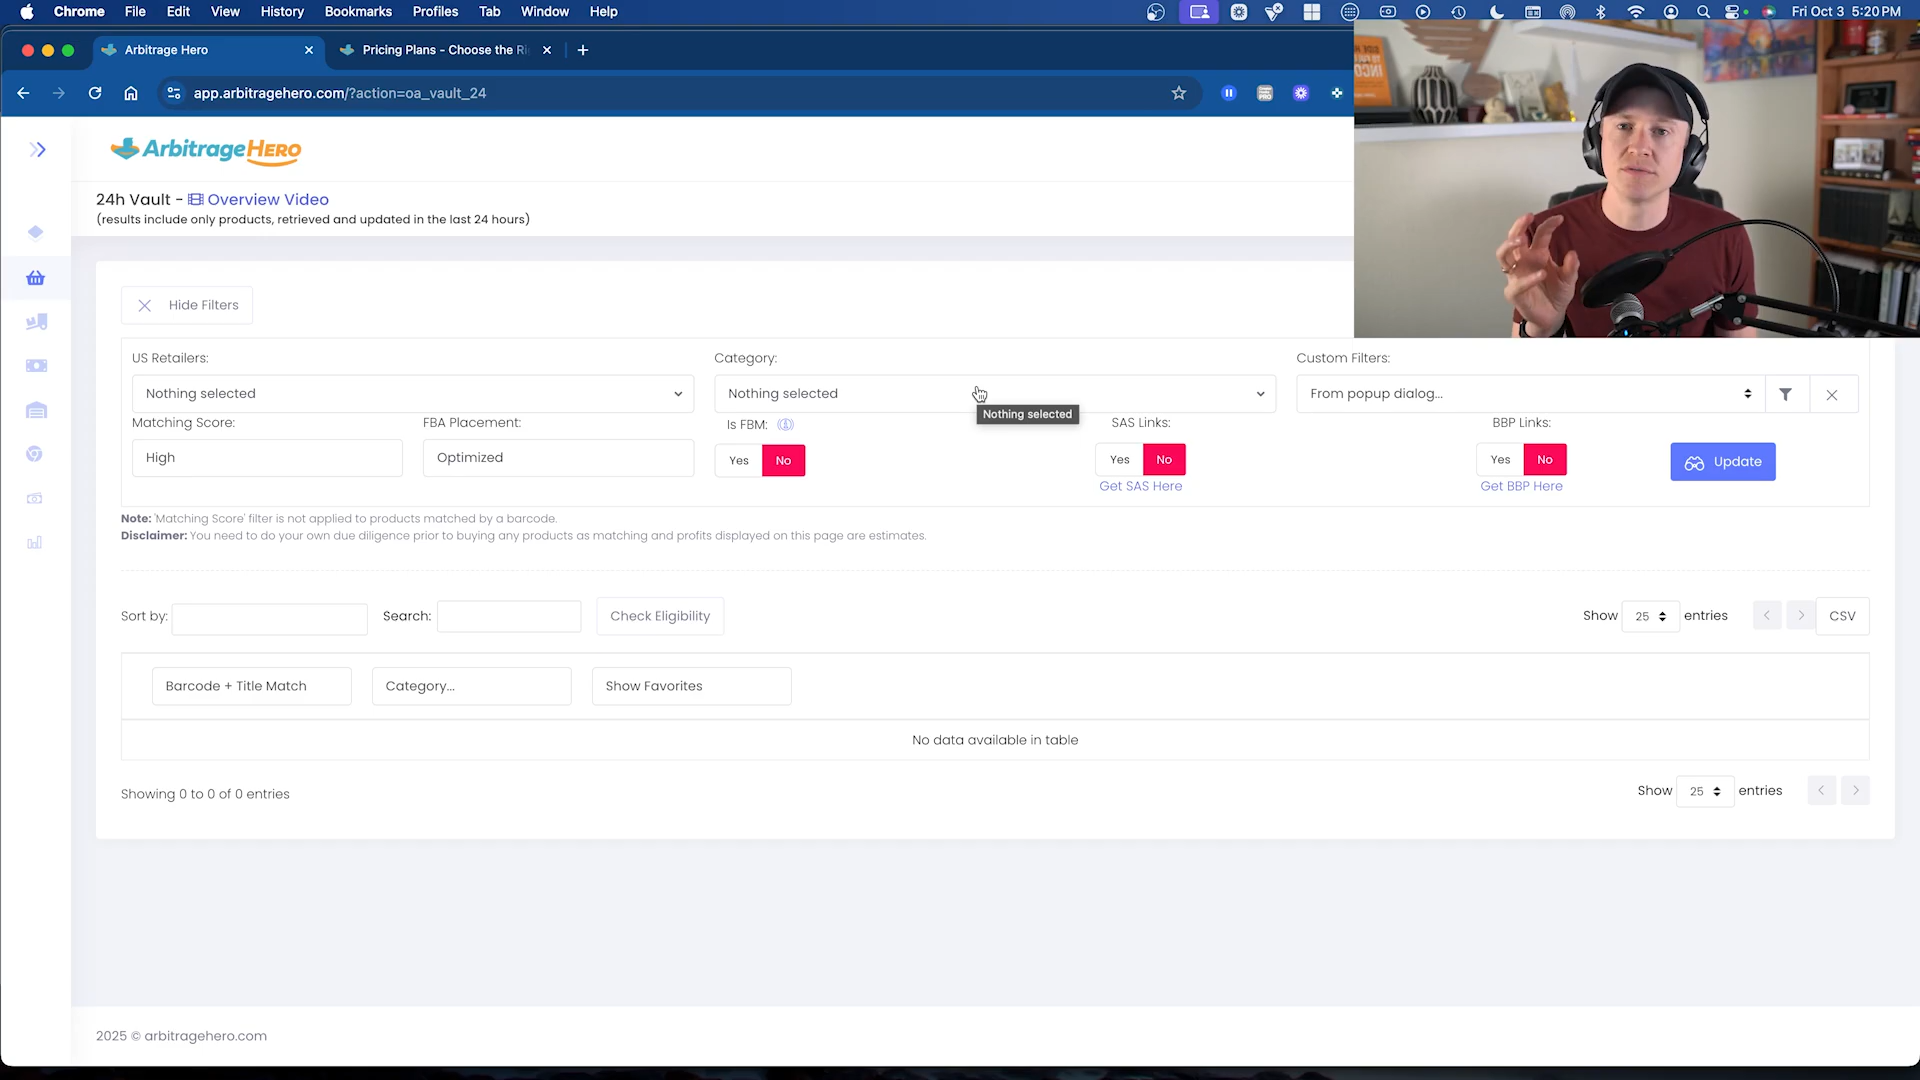 Chrome File Edit View History Bookmarks Profiles Tab Window Help
Fri Oct 3 5:20 PM
Arbitrage Hero
Pricing Plans - Choose the Ri
app.arbitragehero.com/?action=oa_vault_24
ArbitrageHERO
24h Vault - Overview Video
(results include only products, retrieved and updated in the last 24 hours)
Hide Filters
US Retailers: Category: Custom Filters:
Nothing selected Nothing selected From popup dialog...
Nothing selected
Matching Score: FBA Placement: Is FBM: SAS Links: BBP Links:
High Optimized Yes No Yes No Yes No Update
Get SAS Here Get BBP Here
Note: 'Matching Score' filter is not applied to products matched by a barcode.
Disclaimer: You need to do your own due diligence prior to buying any products as matching and profits displayed on this page are estimates.
Sort by: Search: Check Eligibility Show 25 entries CSV
Barcode + Title Match Category... Show Favorites
No data available in table
Showing 0 to 0 of 0 entries Show 25 entries
2025 © arbitragehero.com